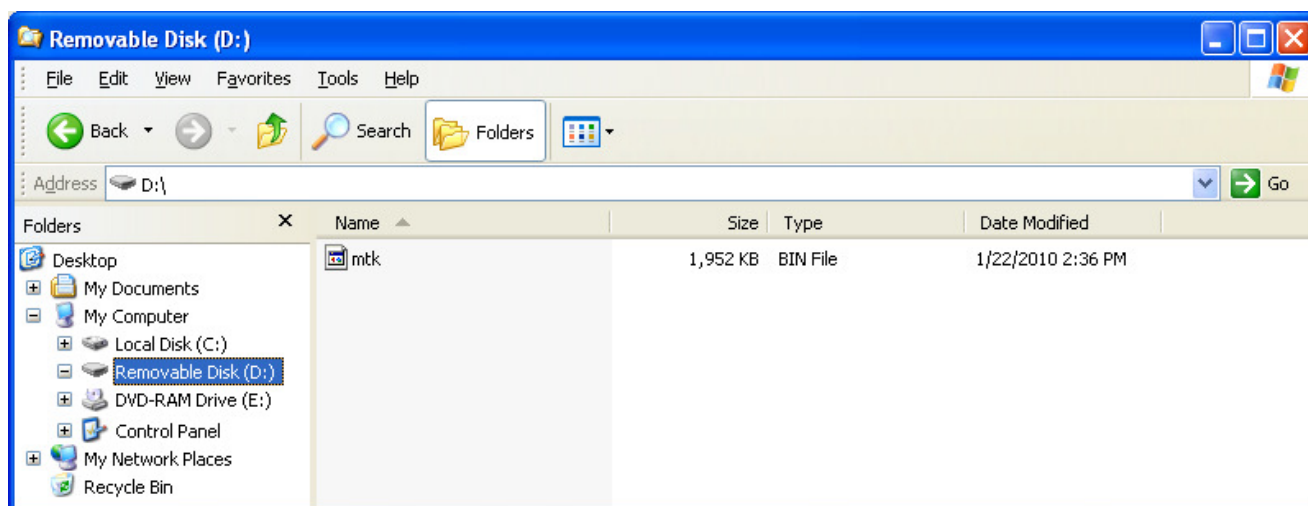 Removable Disk (D:)
File Edit View Favorites Tools Help
Back Search Folders
Address D:\ Go
Folders X Name Size Type Date Modified
Desktop mtk 1,952 KB BIN File 1/22/2010 2:36 PM
My Documents
My Computer
Local Disk (C:)
Removable Disk (D:)
DVD-RAM Drive (E:)
Control Panel
My Network Places
Recycle Bin